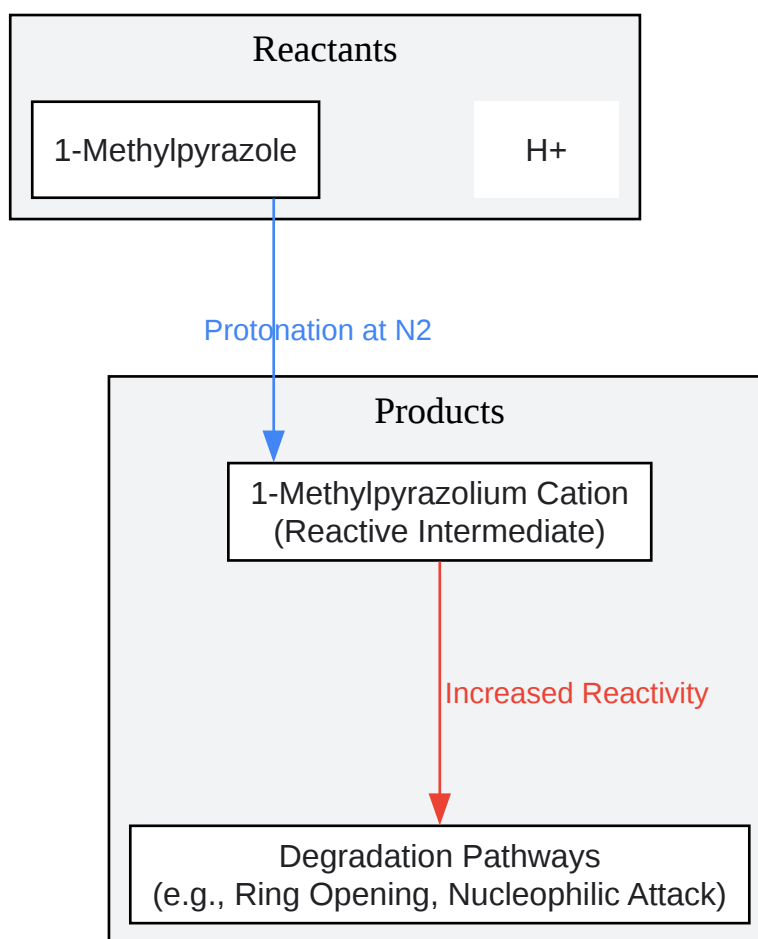 Reactants
1-Methylpyrazole
H+
Protonation at N2
Products
1-Methylpyrazolium Cation
(Reactive Intermediate)
Increased Reactivity
Degradation Pathways
(e.g., Ring Opening, Nucleophilic Attack)